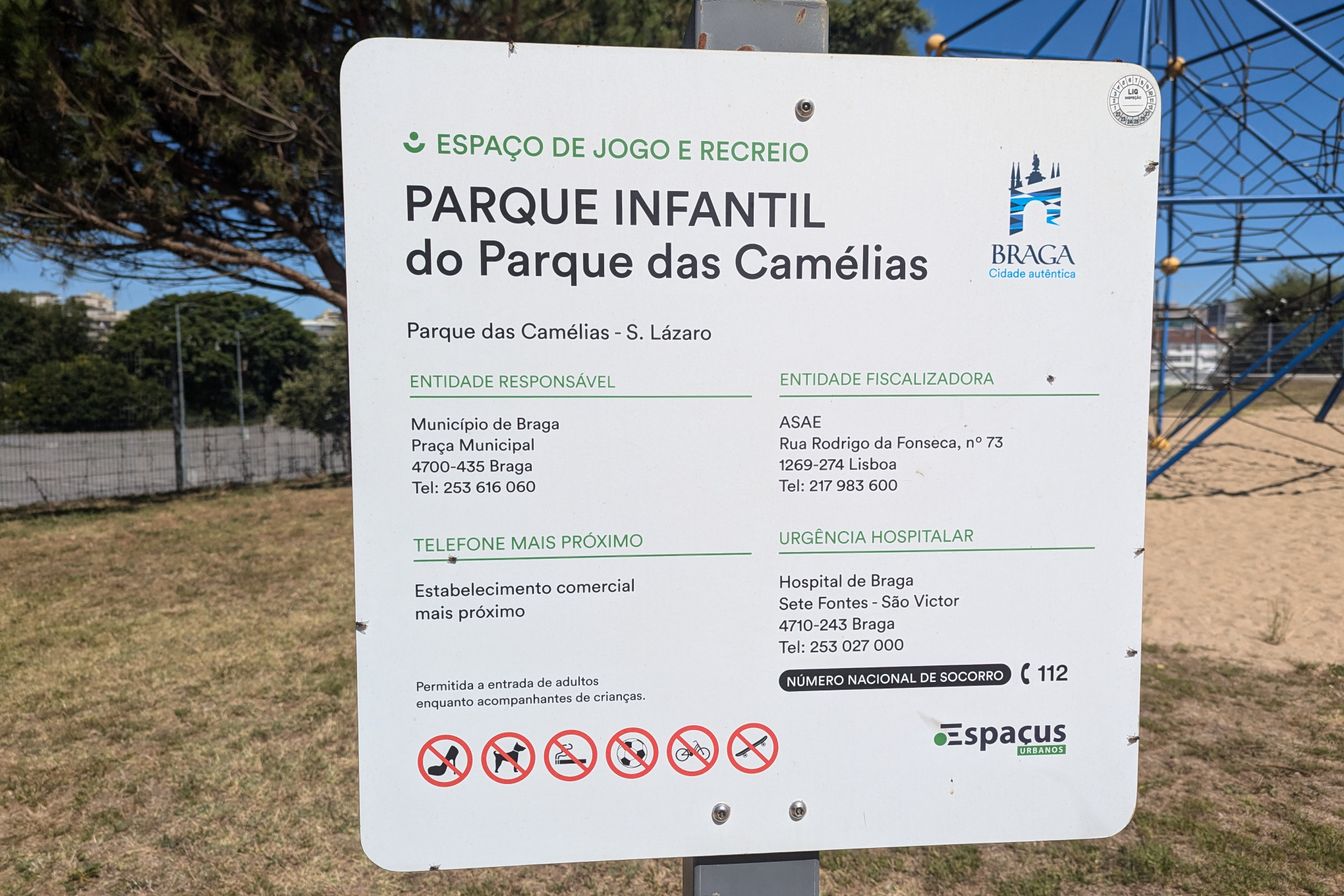 ESPAÇO DE JOGO E RECREIO
PARQUE INFANTIL
do Parque das Camélias
BRAGA
Cidade autêntica
Parque das Camélias - S. Lázaro
ENTIDADE RESPONSÁVEL
Município de Braga
Praça Municipal
4700-435 Braga
Tel: 253 616 060
ENTIDADE FISCALIZADORA
ASAE
Rua Rodrigo da Fonseca, nº 73
1269-274 Lisboa
Tel: 217 983 600
TELEFONE MAIS PRÓXIMO
Estabelecimento comercial
mais próximo
URGÊNCIA HOSPITALAR
Hospital de Braga
Sete Fontes - São Victor
4710-243 Braga
Tel: 253 027 000
NÚMERO NACIONAL DE SOCORRO 112
Permitida a entrada de adultos
enquanto acompanhantes de crianças.
Espaçus
URBANOS